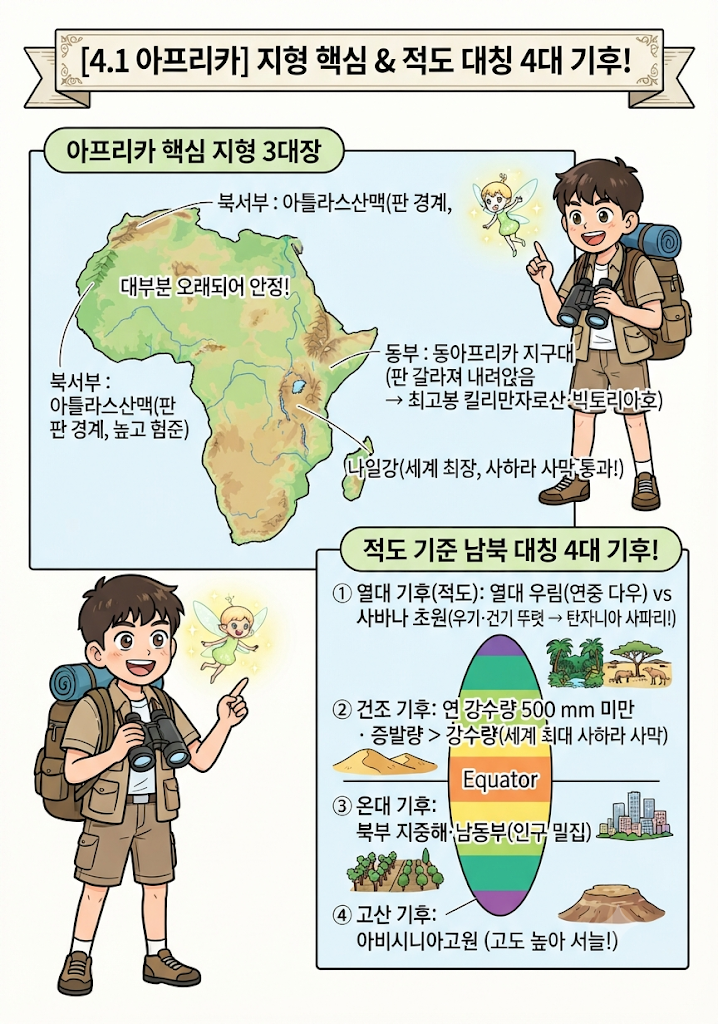 [4.1 아프리카] 지형 핵심 & 적도 대칭 4대 기후!
아프리카 핵심 지형 3대장
북서부 : 아틀라스산맥(판 경계,
대부분 오래되어 안정!
북서부 :
아틀라스산맥(판
판 경계, 높고 험준)
동부 : 동아프리카 지구대
(판 갈라져 내려앉음
→ 최고봉 킬리만자로산·빅토리아호)
나일강(세계 최장, 사하라 사막 통과!)
적도 기준 남북 대칭 4대 기후!
① 열대 기후(적도): 열대 우림(연중 다우) vs
사바나 초원(우기·건기 뚜렷 → 탄자니아 사파리!)
② 건조 기후: 연 강수량 500 mm 미만
· 증발량 > 강수량(세계 최대 사하라 사막)
Equator
③ 온대 기후:
북부 지중해·남동부(인구 밀집)
④ 고산 기후:
아비시니아고원 (고도 높아 서늘!)